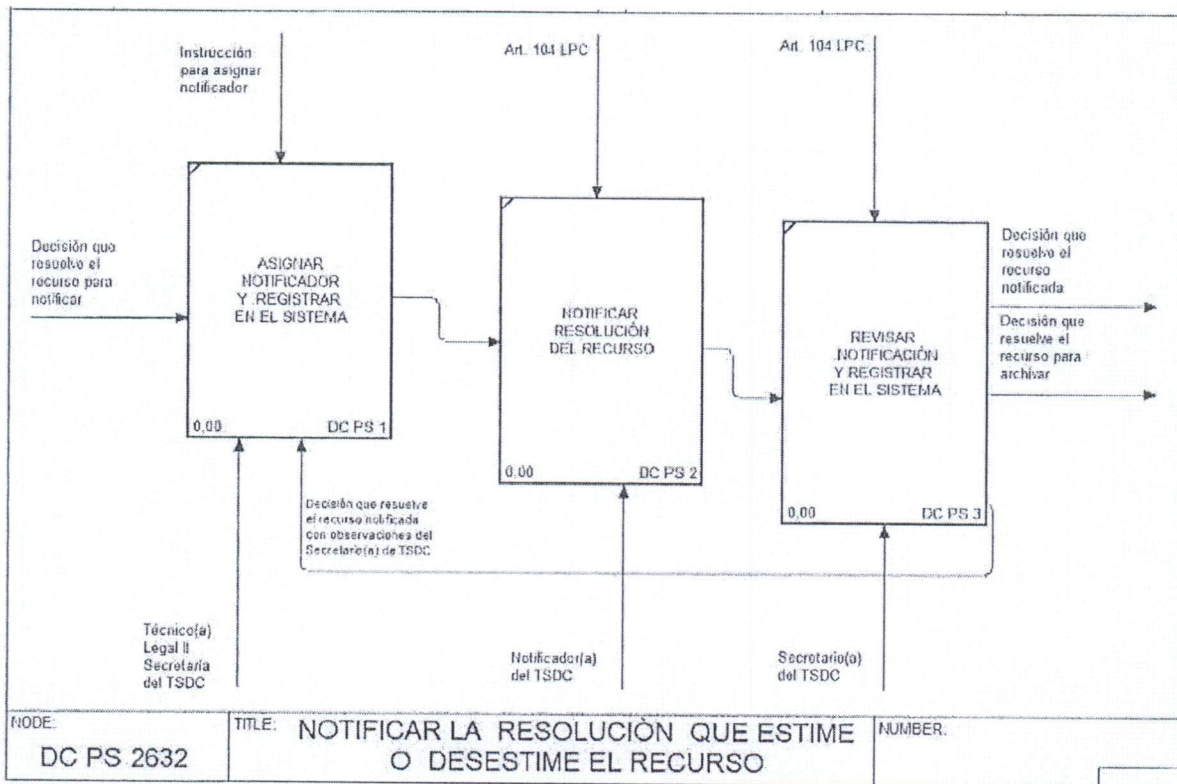 Instrucción
para asignar
notificador
Art. 104 LPC
Art. 104 LPC
Decisión que
resuelve el
recurso para
notificar
ASIGNAR
NOTIFICADOR
Y REGISTRAR
EN EL SISTEMA
0,00
DC PS 1
NOTIFICAR
RESOLUCIÓN
DEL RECURSO
0,00
DC PS 2
REVISAR
NOTIFICACIÓN
Y REGISTRAR
EN EL SISTEMA
0,00
DC PS 3
Decisión que
resuelve el
recurso
notificada
Decisión que
resuelve el
recurso para
archivar
Decisión que resuelve
el recurso notificada
con observaciones del
Secretario(a) de TSDC
Técnico(a)
Legal II
Secretaría
del TSDC
Notificador(a)
del TSDC
Secretario(a)
del TSDC
NODE:
DC PS 2632
TITLE:
NOTIFICAR LA RESOLUCIÓN QUE ESTIME
O DESESTIME EL RECURSO
NUMBER: